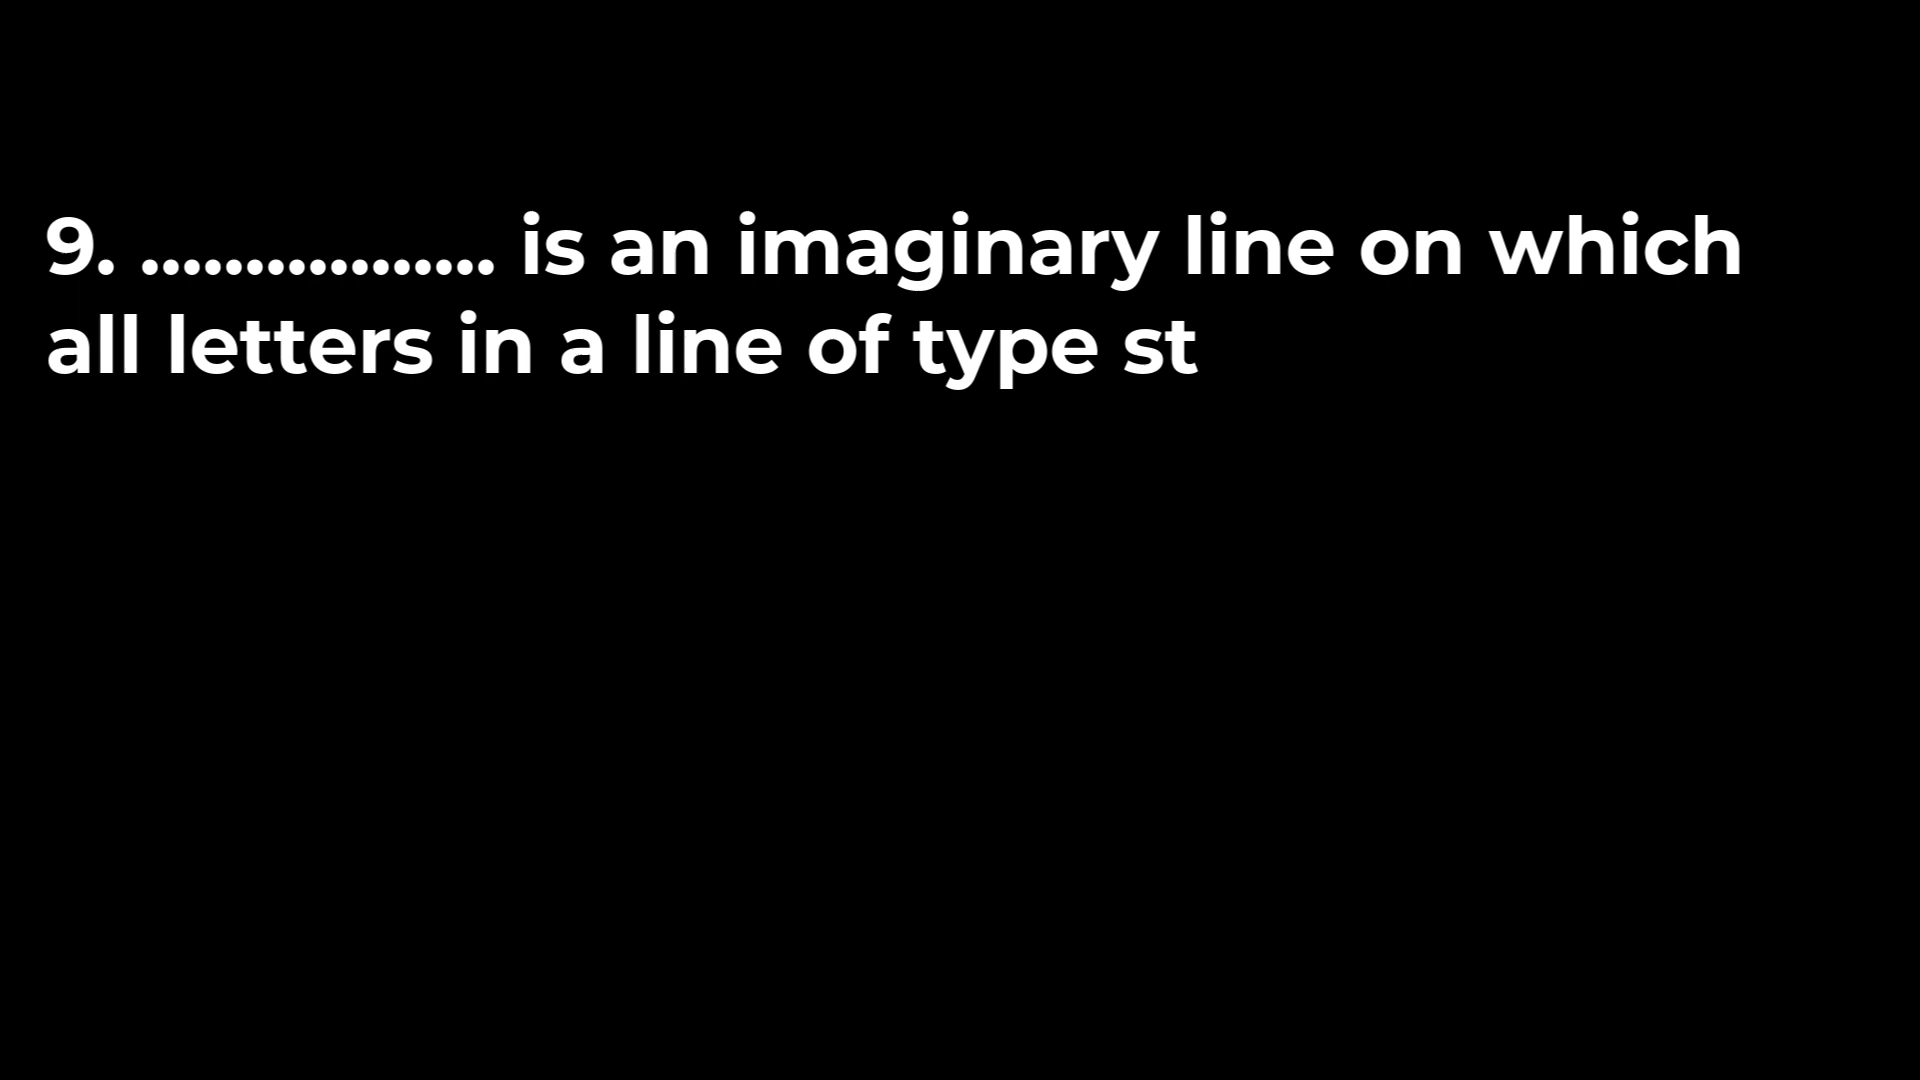 9. ................. is an imaginary line on which
all letters in a line of type st